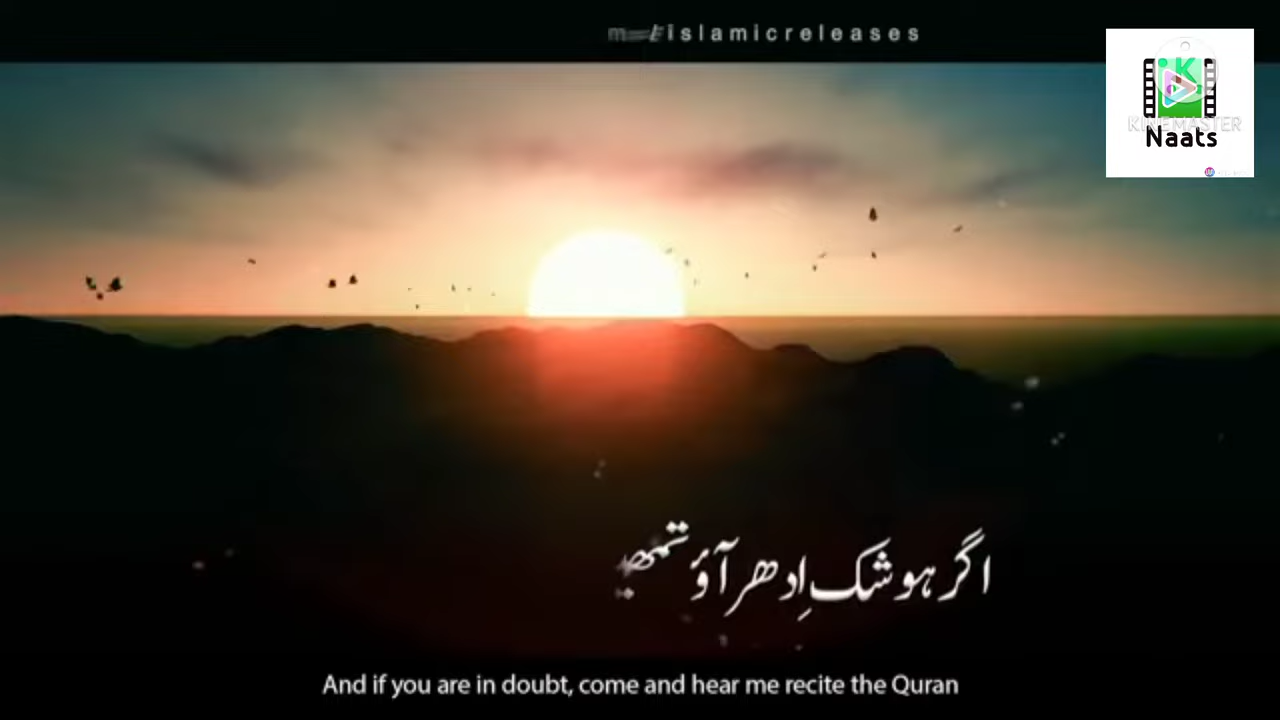 islamicreleases
KINEMASTER
Naats
اگر ہو شک اِدھر آؤ
And if you are in doubt, come and hear me recite the Quran